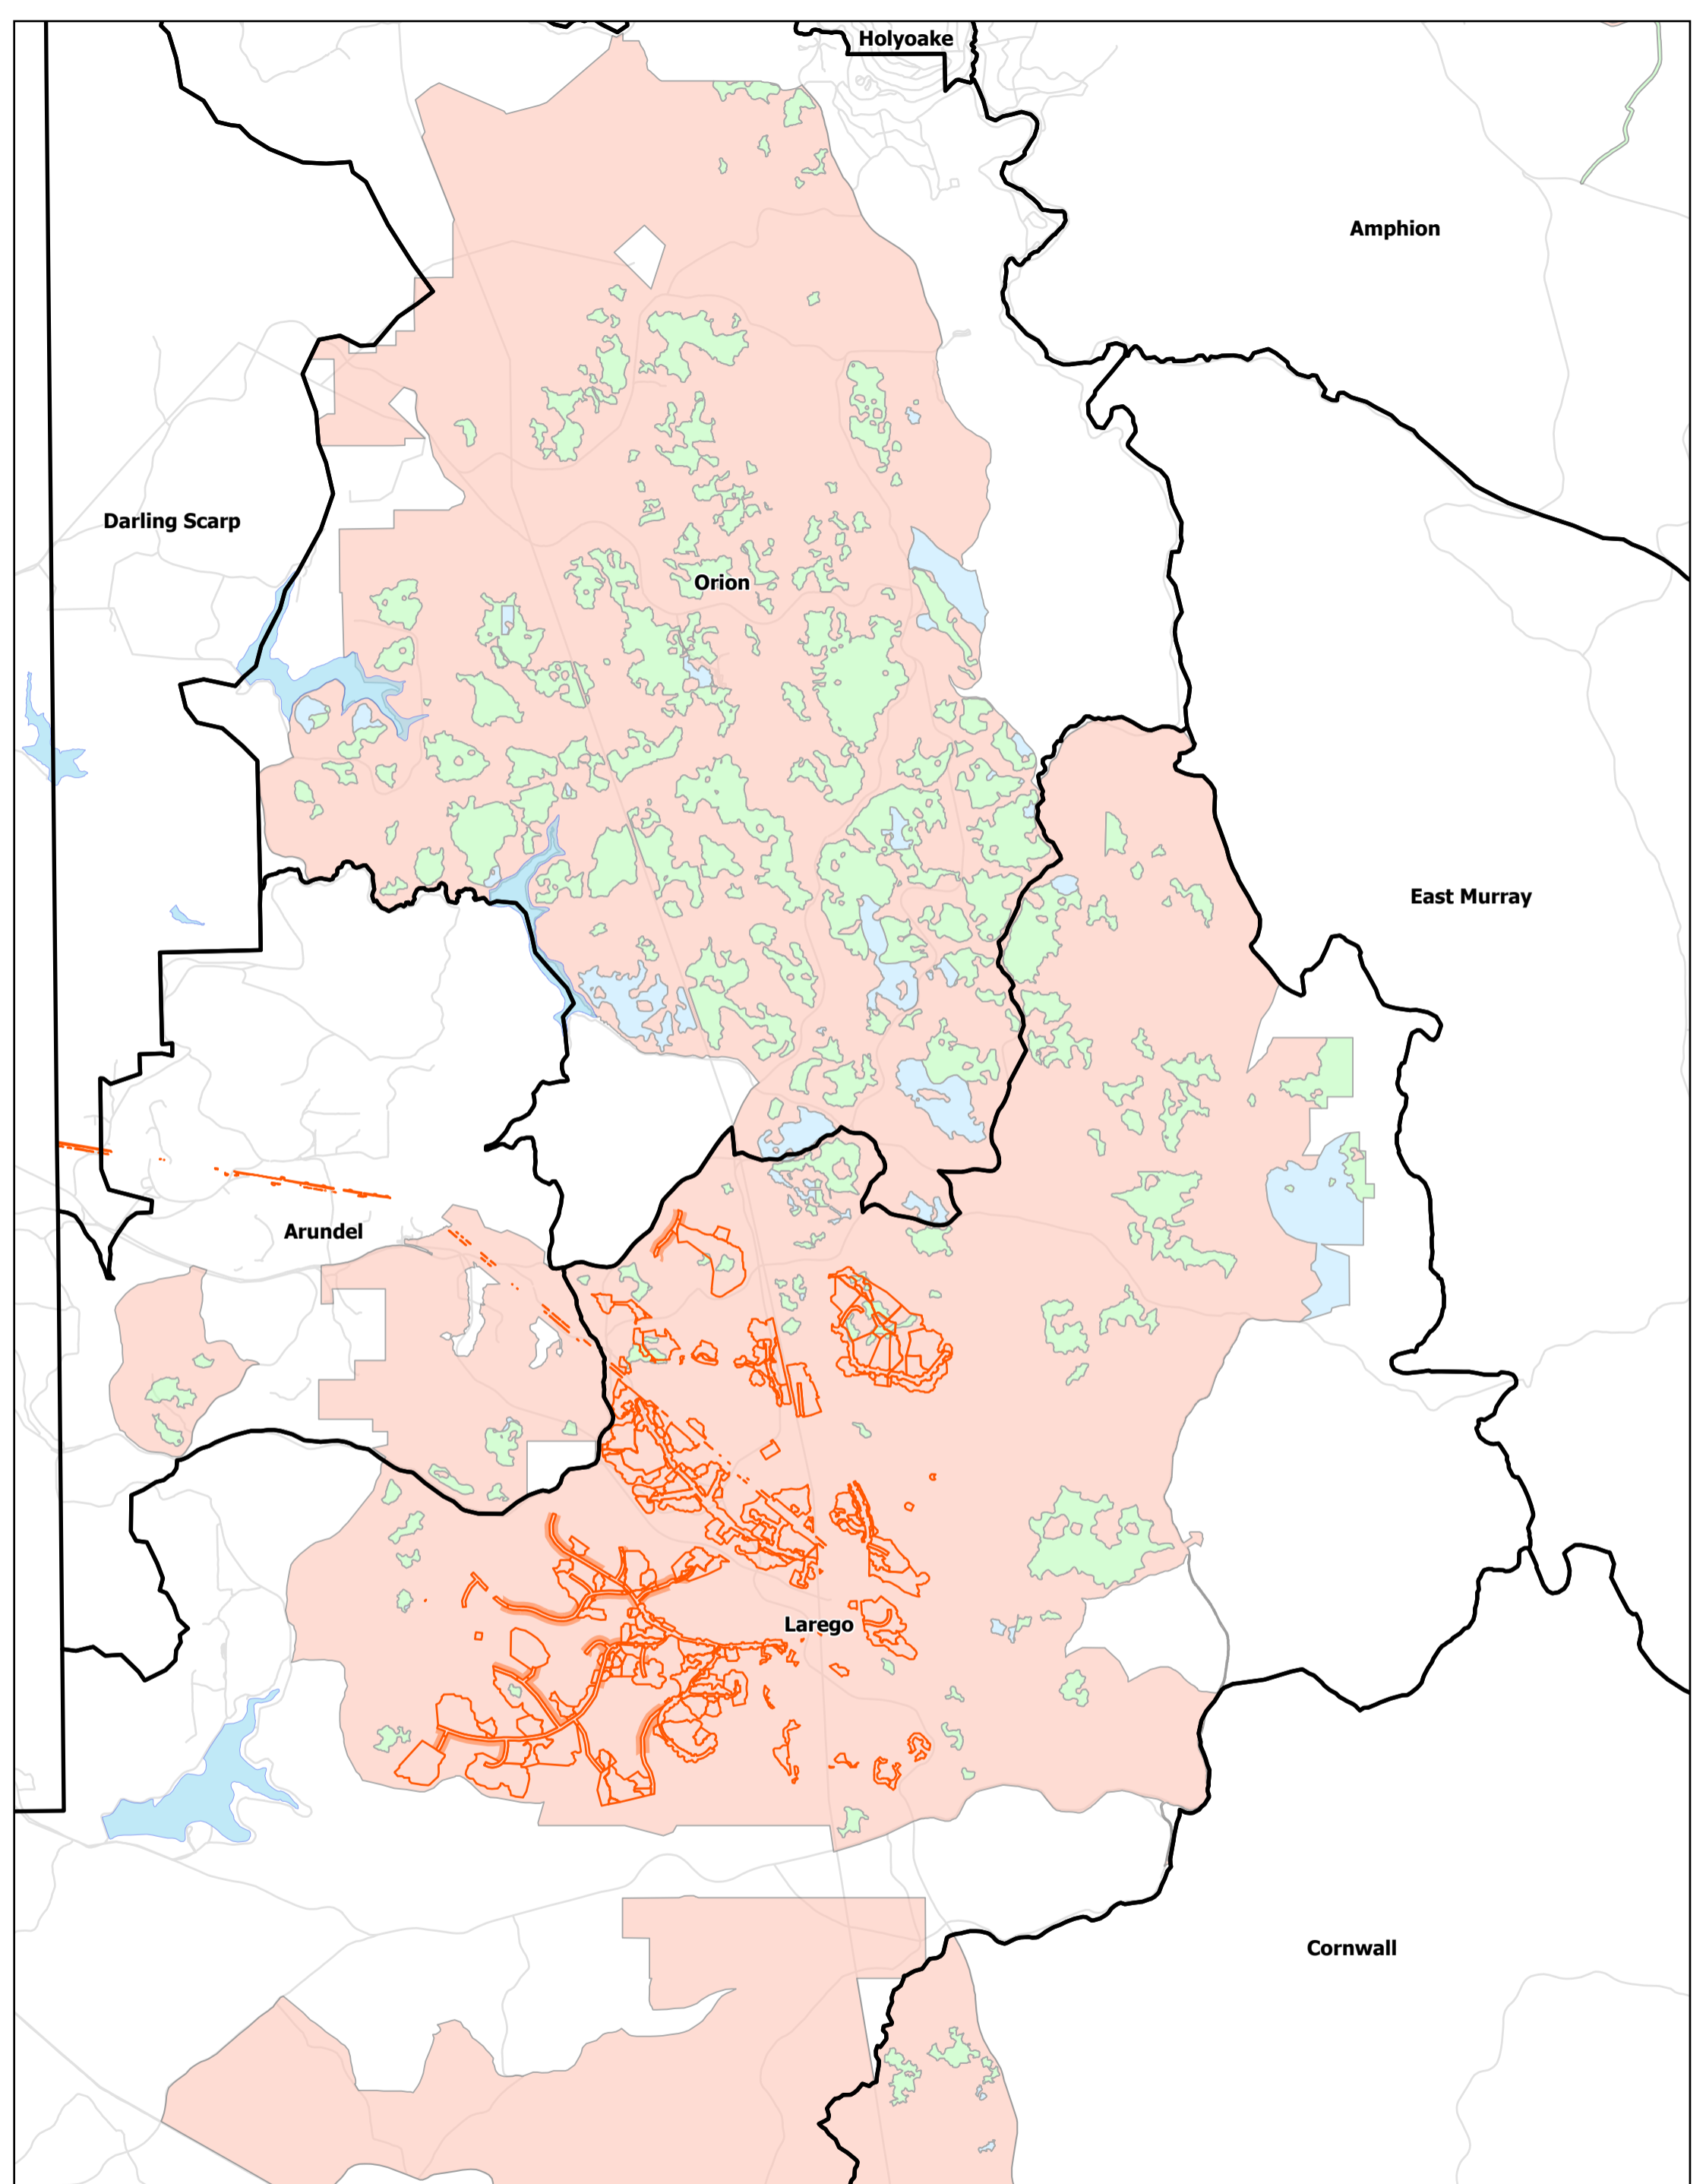 Holyoake
Amphion
Darling Scarp
Orion
East Murray
Arundel
Larego
Cornwall